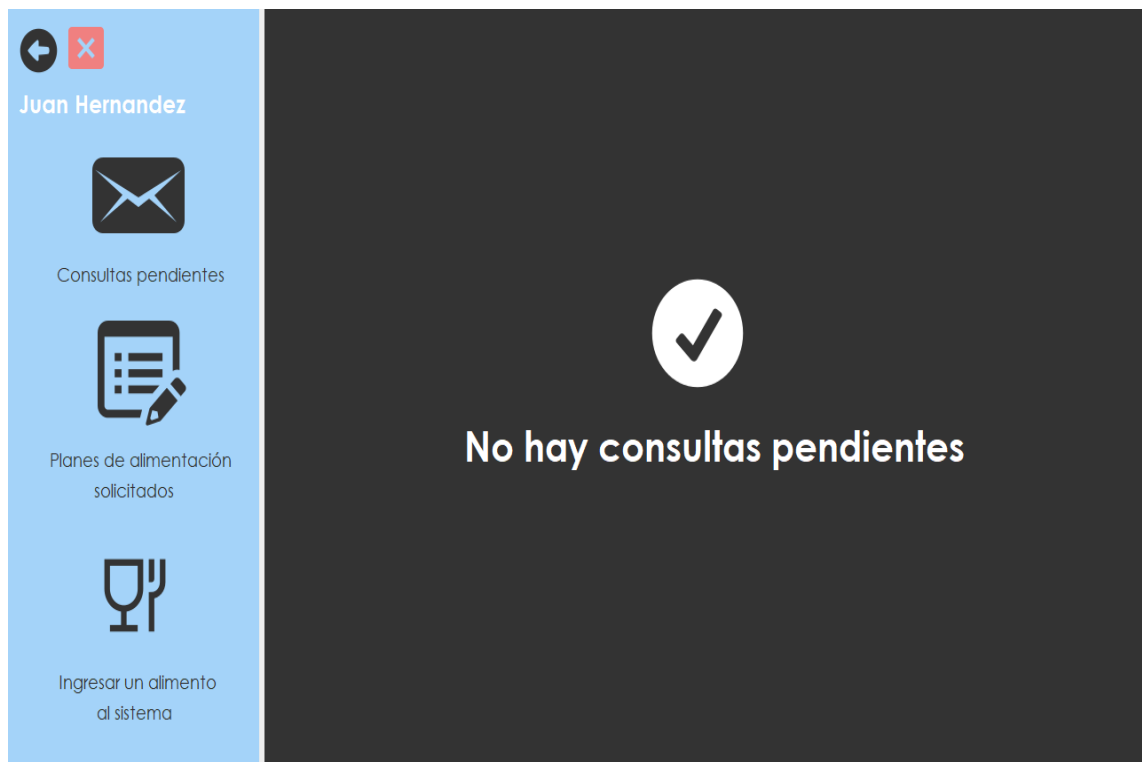 Juan Hernandez
Consultas pendientes
Planes de alimentación
solicitados
Ingresar un alimento
al sistema
No hay consultas pendientes